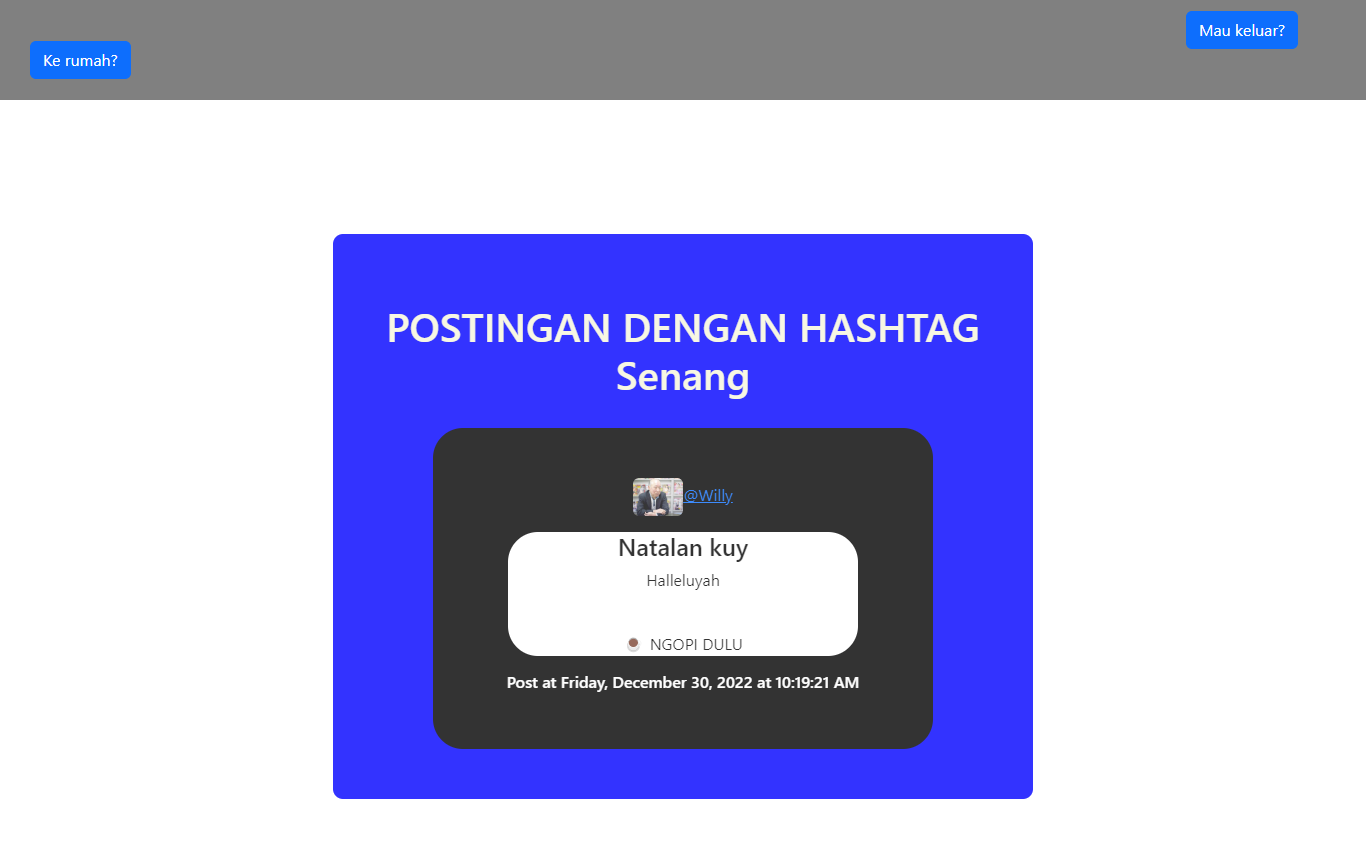 Mau keluar?
Ke rumah?
POSTINGAN DENGAN HASHTAG
Senang
@Willy
Natalan kuy
Halleluyah
NGOPI DULU
Post at Friday, December 30, 2022 at 10:19:21 AM